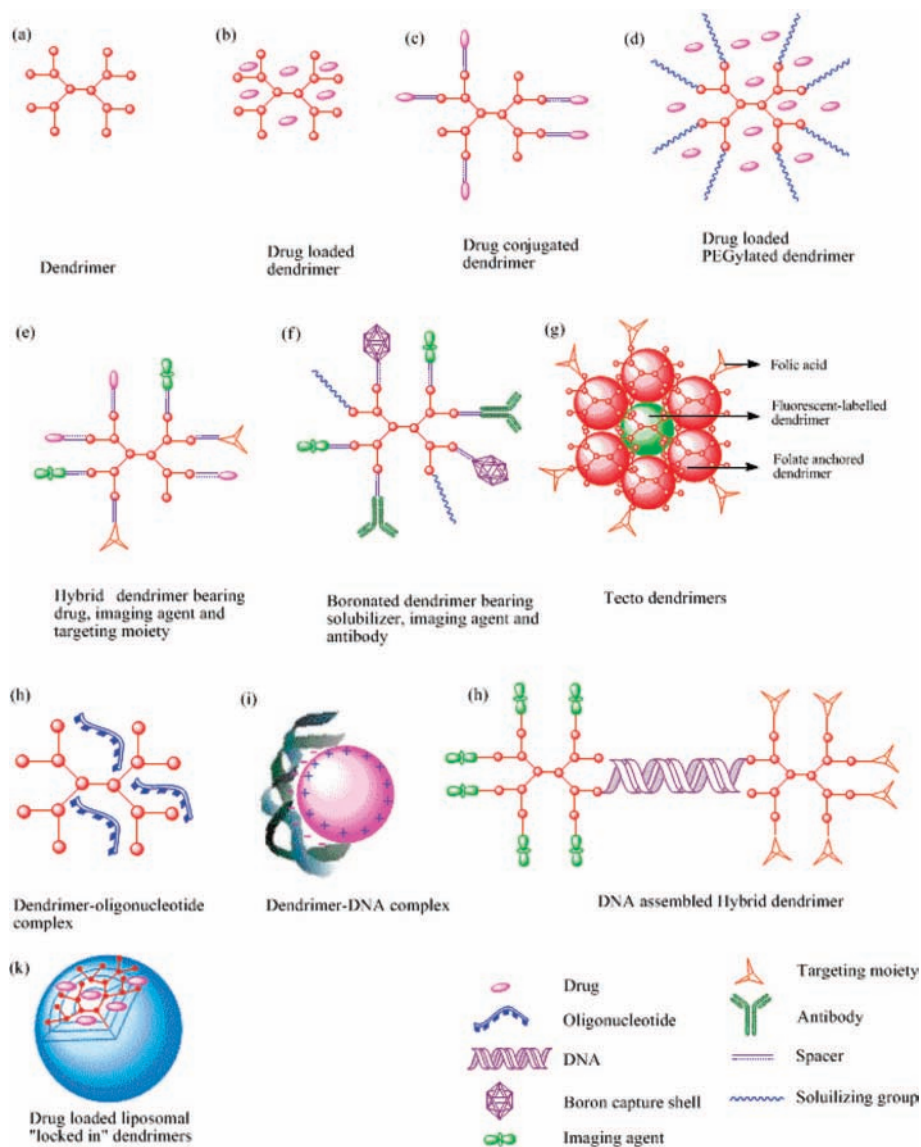 (a)
(b)
(c)
(d)
Dendrimer
Drug loaded
dendrimer
Drug conjugated
dendrimer
Drug loaded
PEGylated dendrimer
(e)
(f)
(g)
Folic acid
Fluorescent-labelled
dendrimer
Folate anchored
dendrimer
Hybrid dendrimer bearing
drug, imaging agent and
targeting moiety
Boronated dendrimer bearing
solubilizer, imaging agent and
antibody
Tecto dendrimers
(h)
(i)
(h)
Dendrimer-oligonucleotide
complex
Dendrimer-DNA complex
DNA assembled Hybrid dendrimer
(k)
Drug loaded liposomal
"locked in" dendrimers
Drug
Oligonucleotide
DNA
Boron capture shell
Imaging agent
Targeting moiety
Antibody
Spacer
Soluilizing group